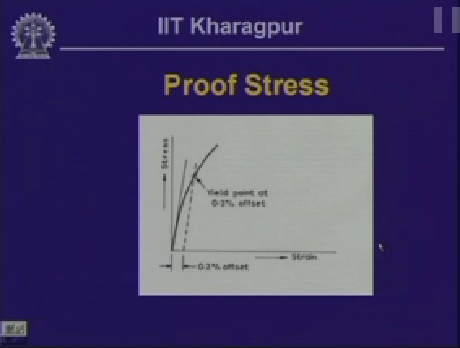 IIT Kharagpur
Proof Stress
Stress
Yield point at
0.2% offset
Strain
0.2% offset